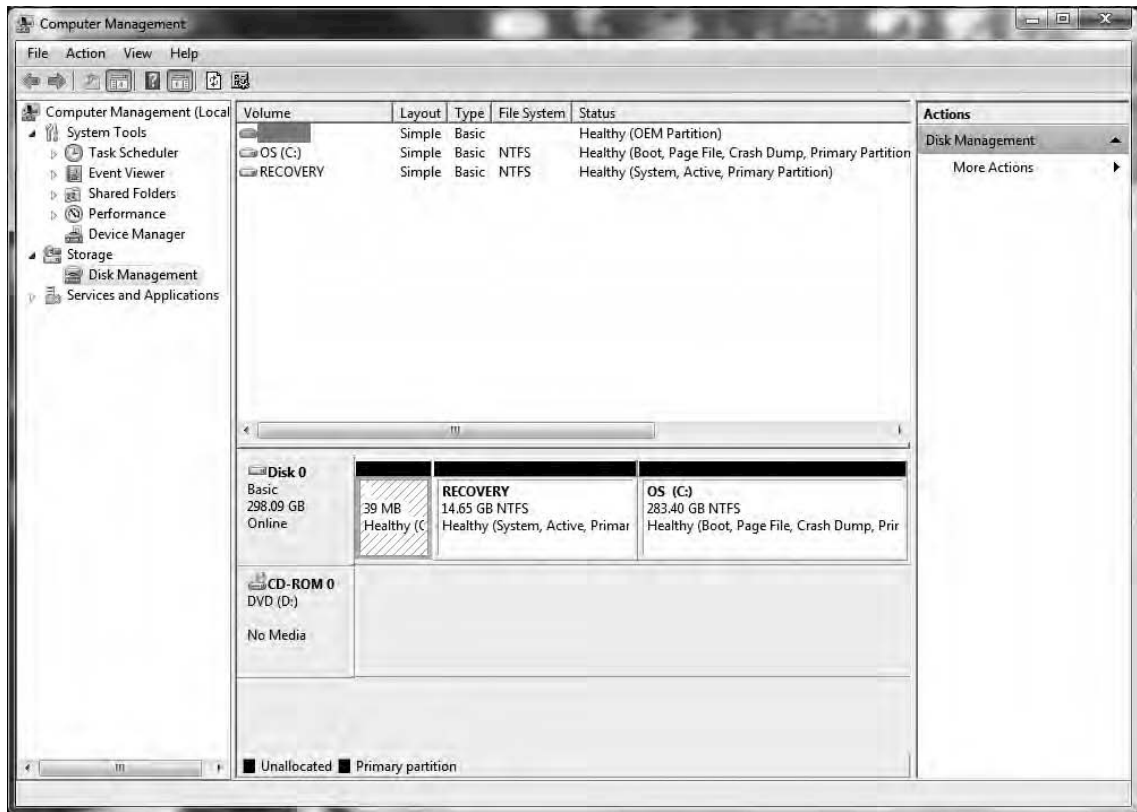 Computer Management
File Action View Help
Computer Management (Local
System Tools
Task Scheduler
Event Viewer
Shared Folders
Performance
Device Manager
Storage
Disk Management
Services and Applications
Volume Layout Type File System Status
Simple Basic Healthy (OEM Partition)
OS (C:) Simple Basic NTFS Healthy (Boot, Page File, Crash Dump, Primary Partition
RECOVERY Simple Basic NTFS Healthy (System, Active, Primary Partition)
Actions
Disk Management
More Actions
Disk 0
Basic
298.09 GB
Online
39 MB
Healthy (C
RECOVERY
14.65 GB NTFS
Healthy (System, Active, Primar
OS (C:)
283.40 GB NTFS
Healthy (Boot, Page File, Crash Dump, Prir
CD-ROM 0
DVD (D:)
No Media
Unallocated Primary partition